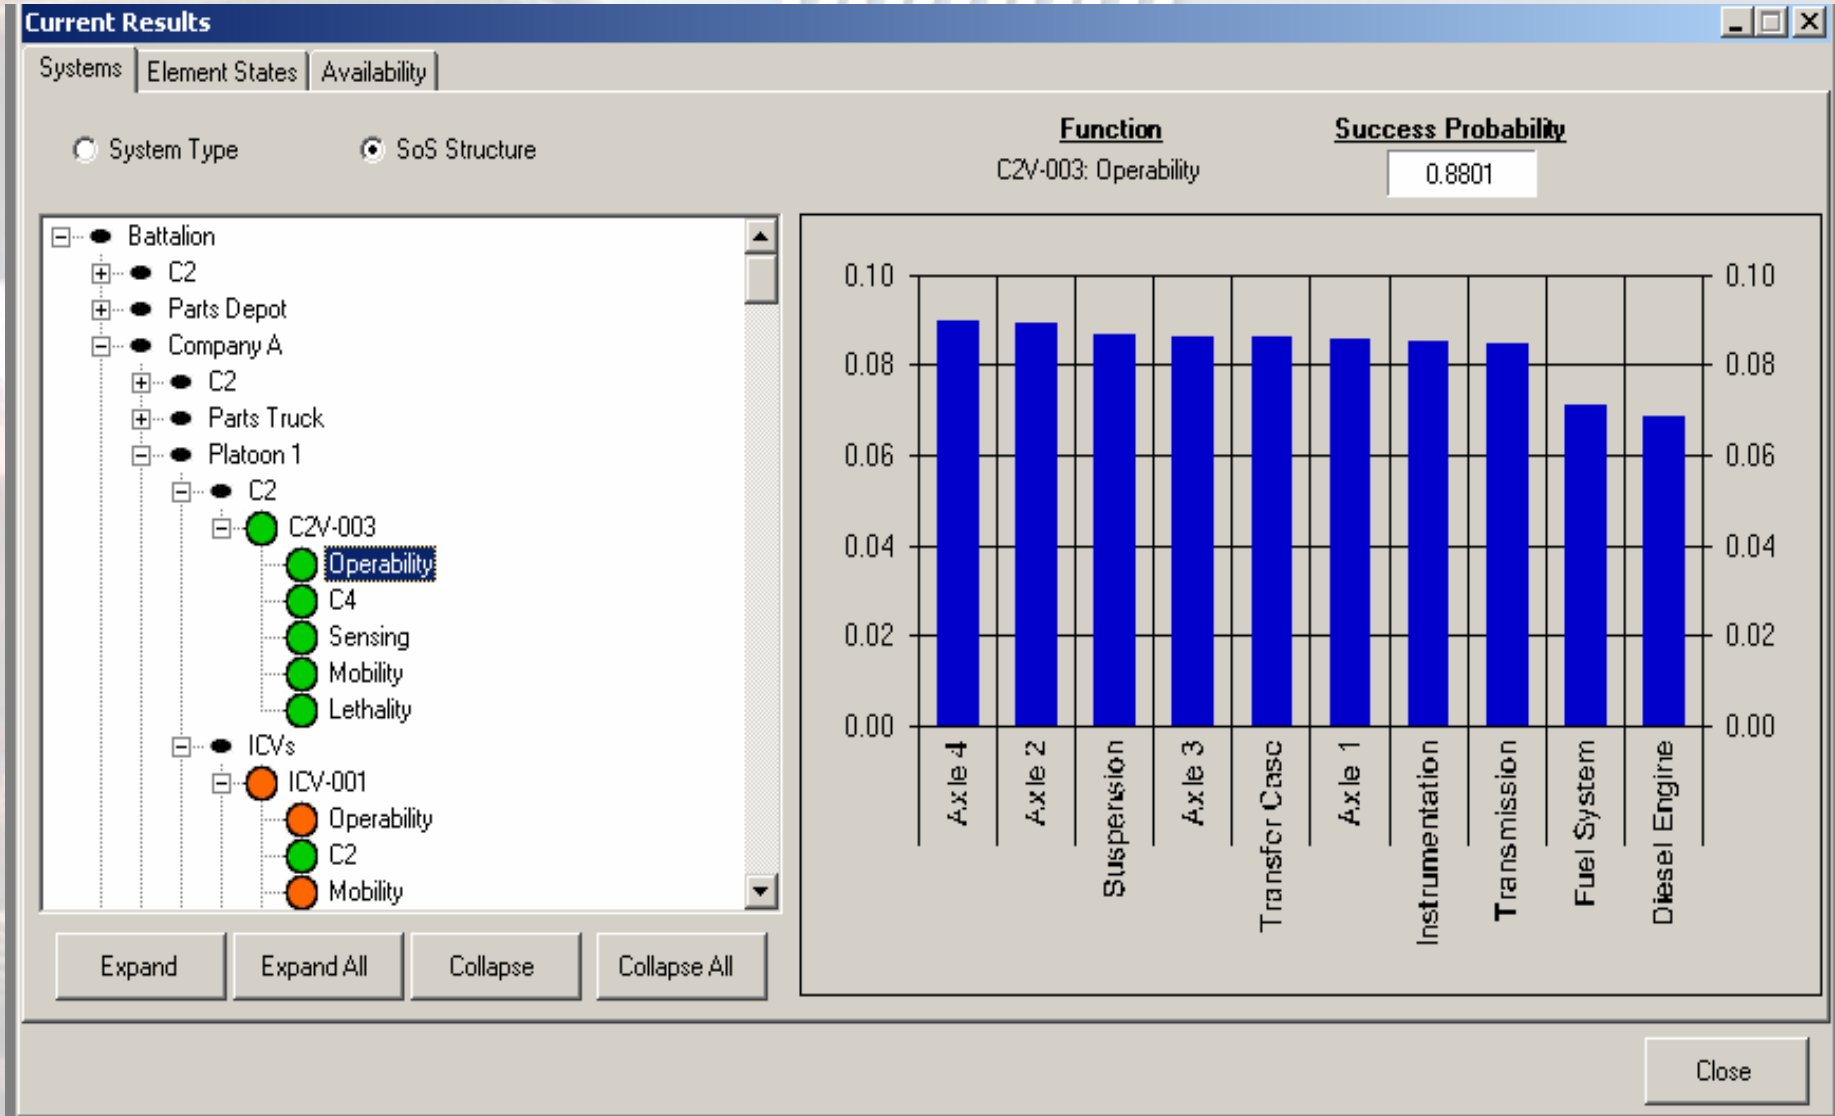 Current Results
Systems
Element States
Availability
System Type
SoS Structure
Function
Success Probability
C2V-003: Operability
0.8801
Battalion
C2
Parts Depot
Company A
C2
Parts Truck
Platoon 1
C2
C2V-003
Operability
C4
Sensing
Mobility
Lethality
ICVs
ICV-001
Operability
C2
Mobility
Expand
Expand All
Collapse
Collapse All
0.10
0.08
0.06
0.04
0.02
0.00
0.10
0.08
0.06
0.04
0.02
0.00
Axle 4
Axle 2
Suspension
Axle 3
Transfer Case
Axle 1
Instrumentation
Transmission
Fuel System
Diesel Engine
Close